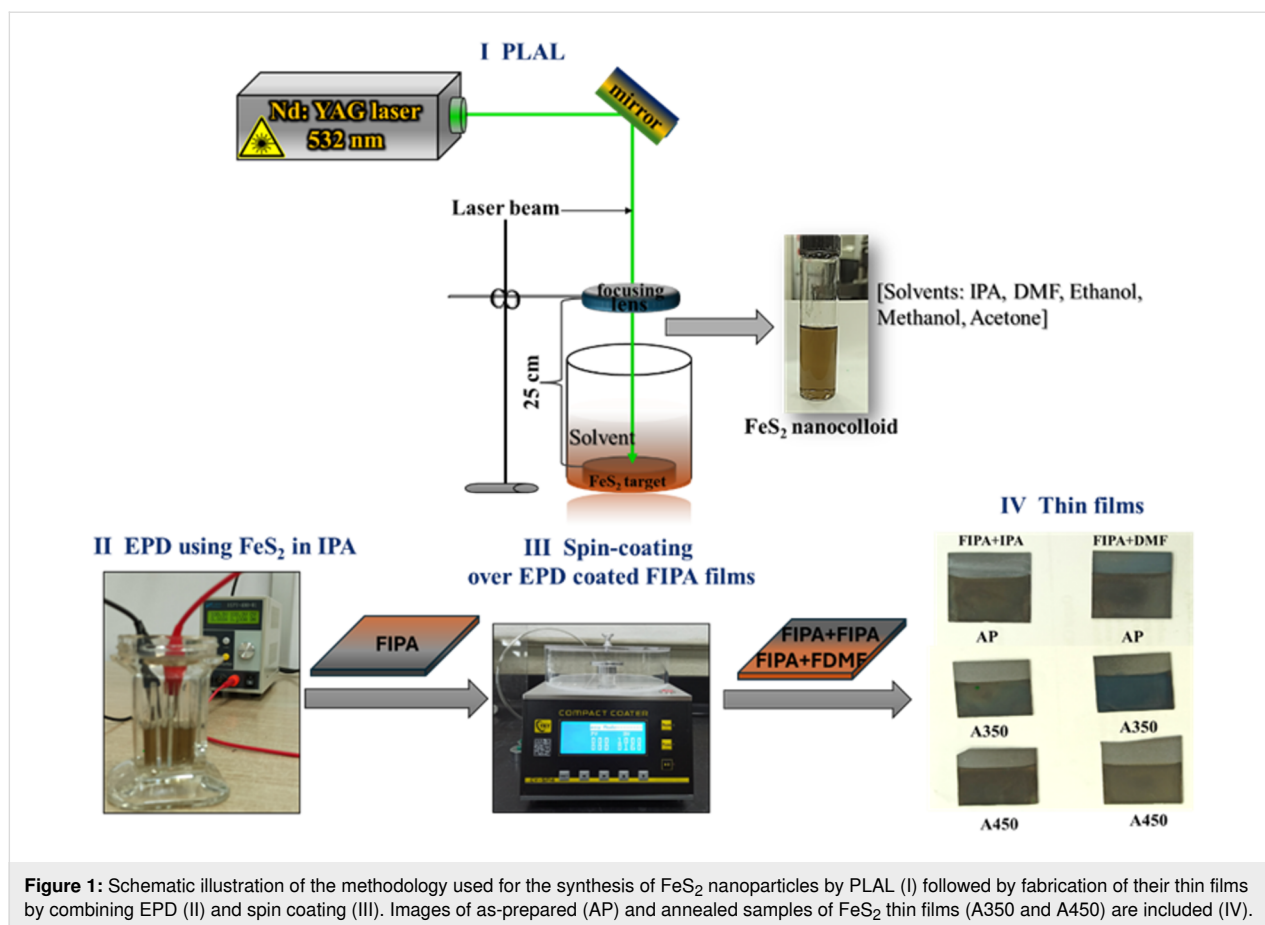 I PLAL
Nd: YAG laser
532 nm
mirror
Laser beam
focusing
lens
25 cm
Solvent
FeS₂ target
[Solvents: IPA, DMF, Ethanol,
Methanol, Acetone]
FeS₂ nanocolloid
II EPD using FeS₂ in IPA
FIPA
III Spin-coating
over EPD coated FIPA films
COMPACT COATER
FIPA+FIPA
FIPA+FDMF
IV Thin films
FIPA+IPA
FIPA+DMF
AP
AP
A350
A350
A450
A450
Figure 1: Schematic illustration of the methodology used for the synthesis of FeS₂ nanoparticles by PLAL (I) followed by fabrication of their thin films
by combining EPD (II) and spin coating (III). Images of as-prepared (AP) and annealed samples of FeS₂ thin films (A350 and A450) are included (IV).